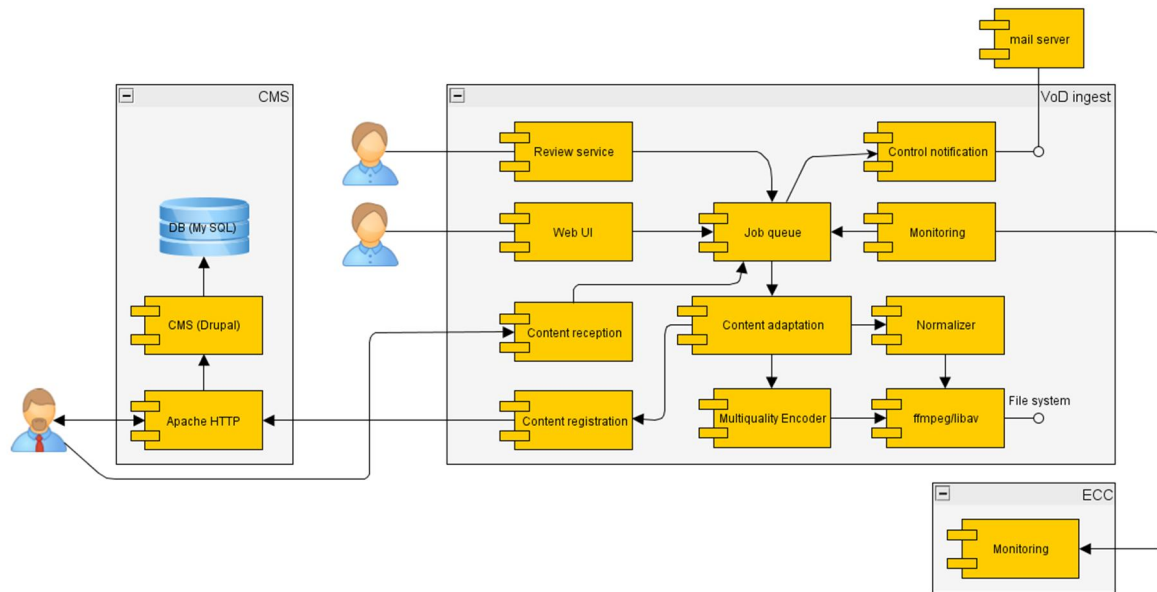 mail server
CMS
VoD ingest
Review service
Control notification
DB (My SQL)
Web UI
Job queue
Monitoring
CMS (Drupal)
Content reception
Content adaptation
Normalizer
Apache HTTP
Content registration
Multiquality Encoder
ffmpeg/libav
File system
ECC
Monitoring